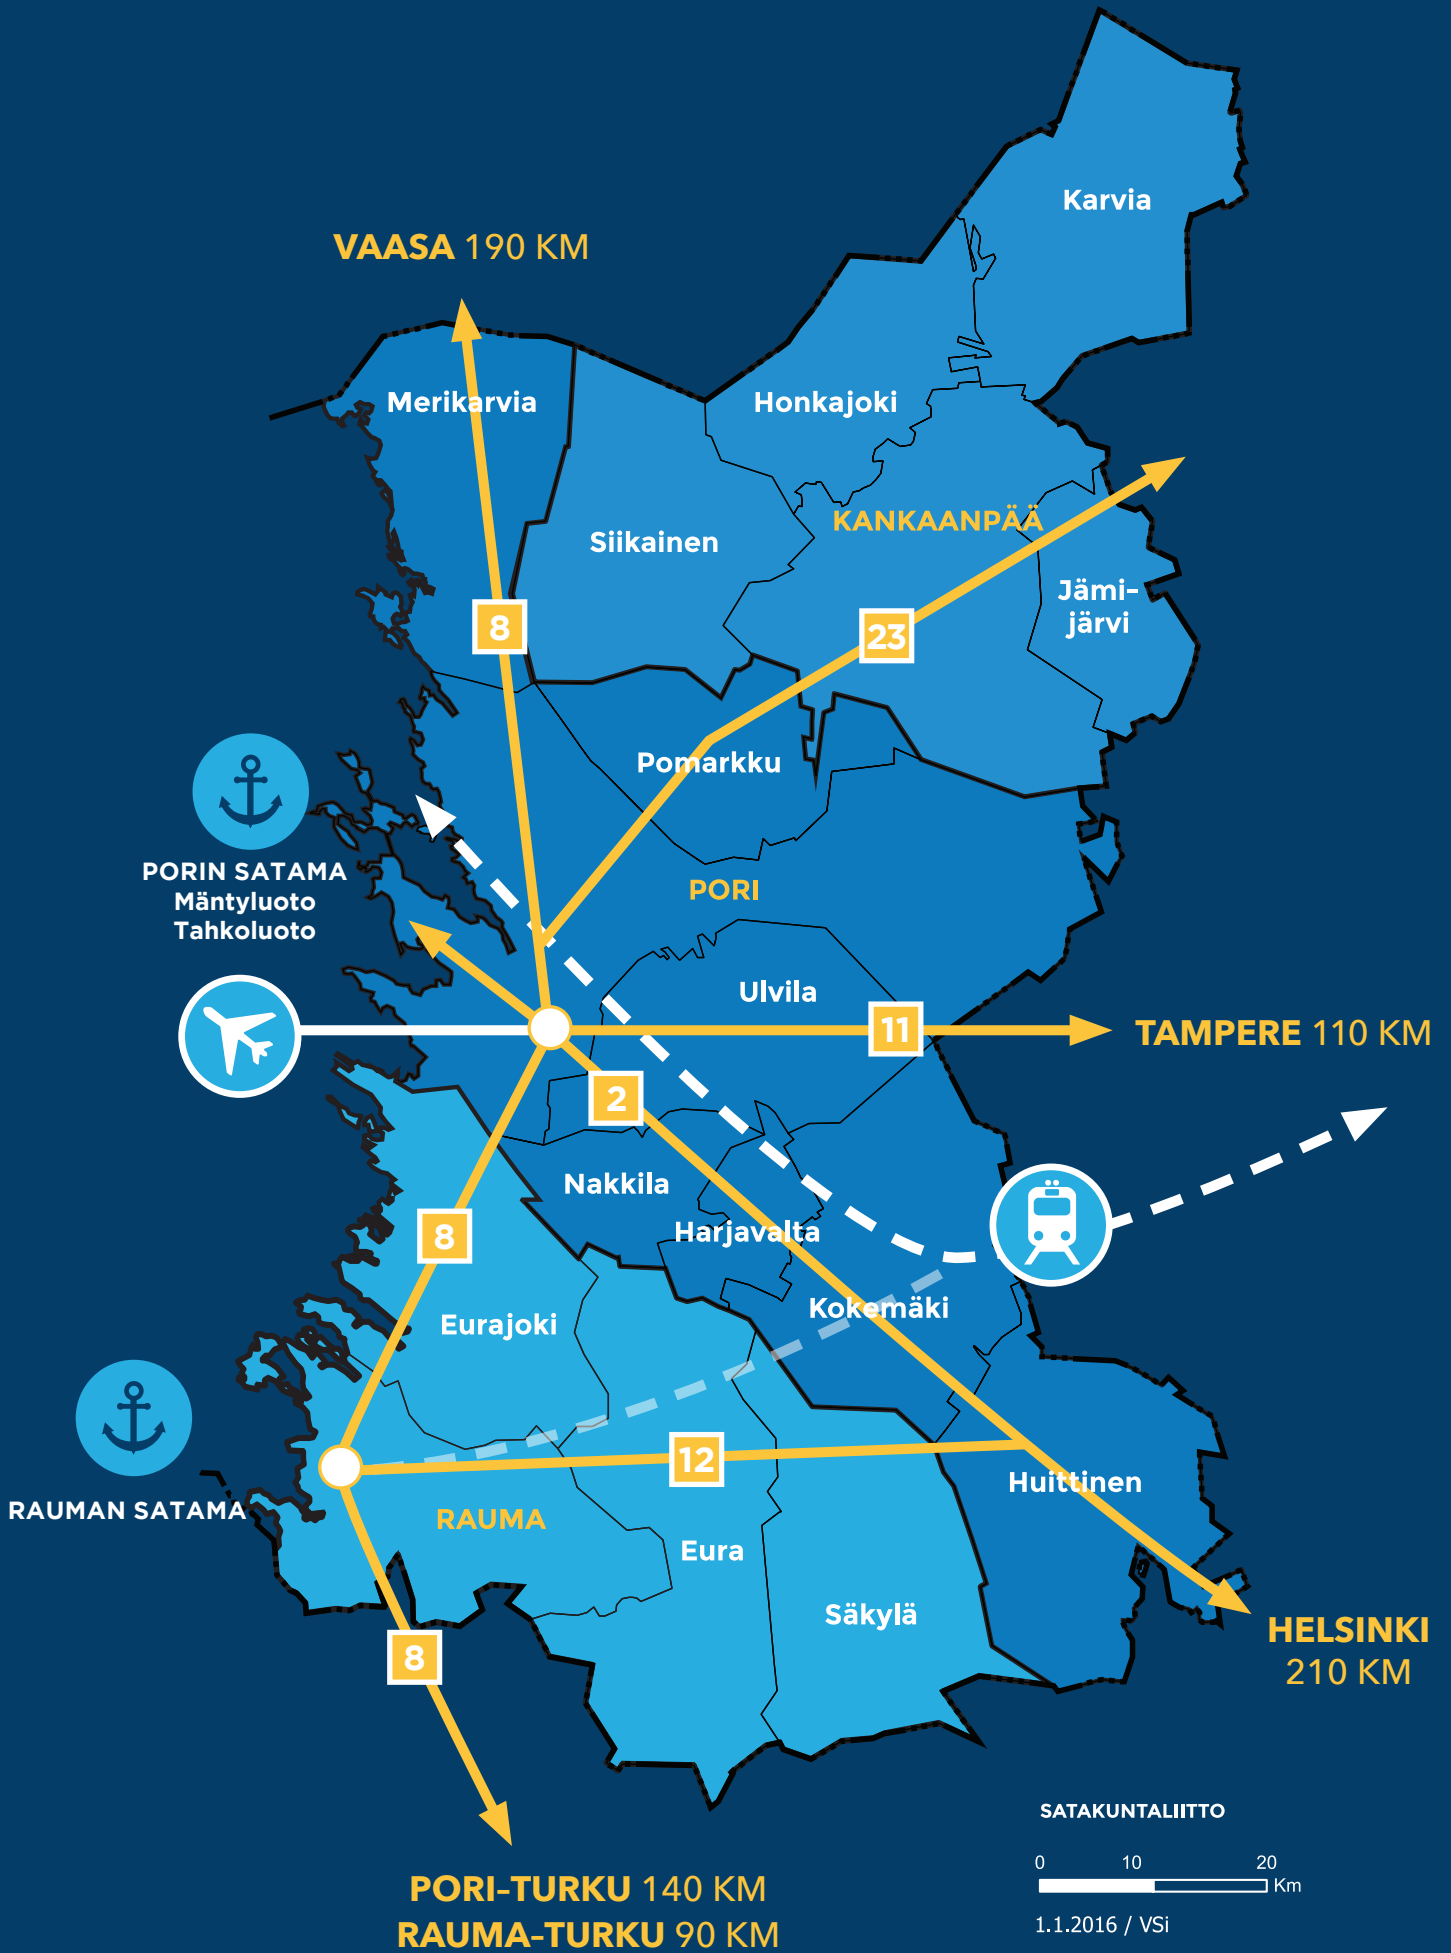 Karvia
VAASA 190 KM
Merikarvia
Honkajoki
KANKAANPÄÄ
Siikainen
Jämi-
järvi
8
23
Pomarkku
PORIN SATAMA
Mäntyluoto
Tahkoluoto
PORI
Ulvila
11
TAMPERE 110 KM
2
Nakkila
Harjavalta
8
Kokemäki
Eurajoki
12
Huittinen
RAUMAN SATAMA
RAUMA
Eura
Säkylä
HELSINKI
210 KM
8
SATAKUNTALIITTO
0 10 20
Km
PORI-TURKU 140 KM
RAUMA-TURKU 90 KM
1.1.2016 / VSi